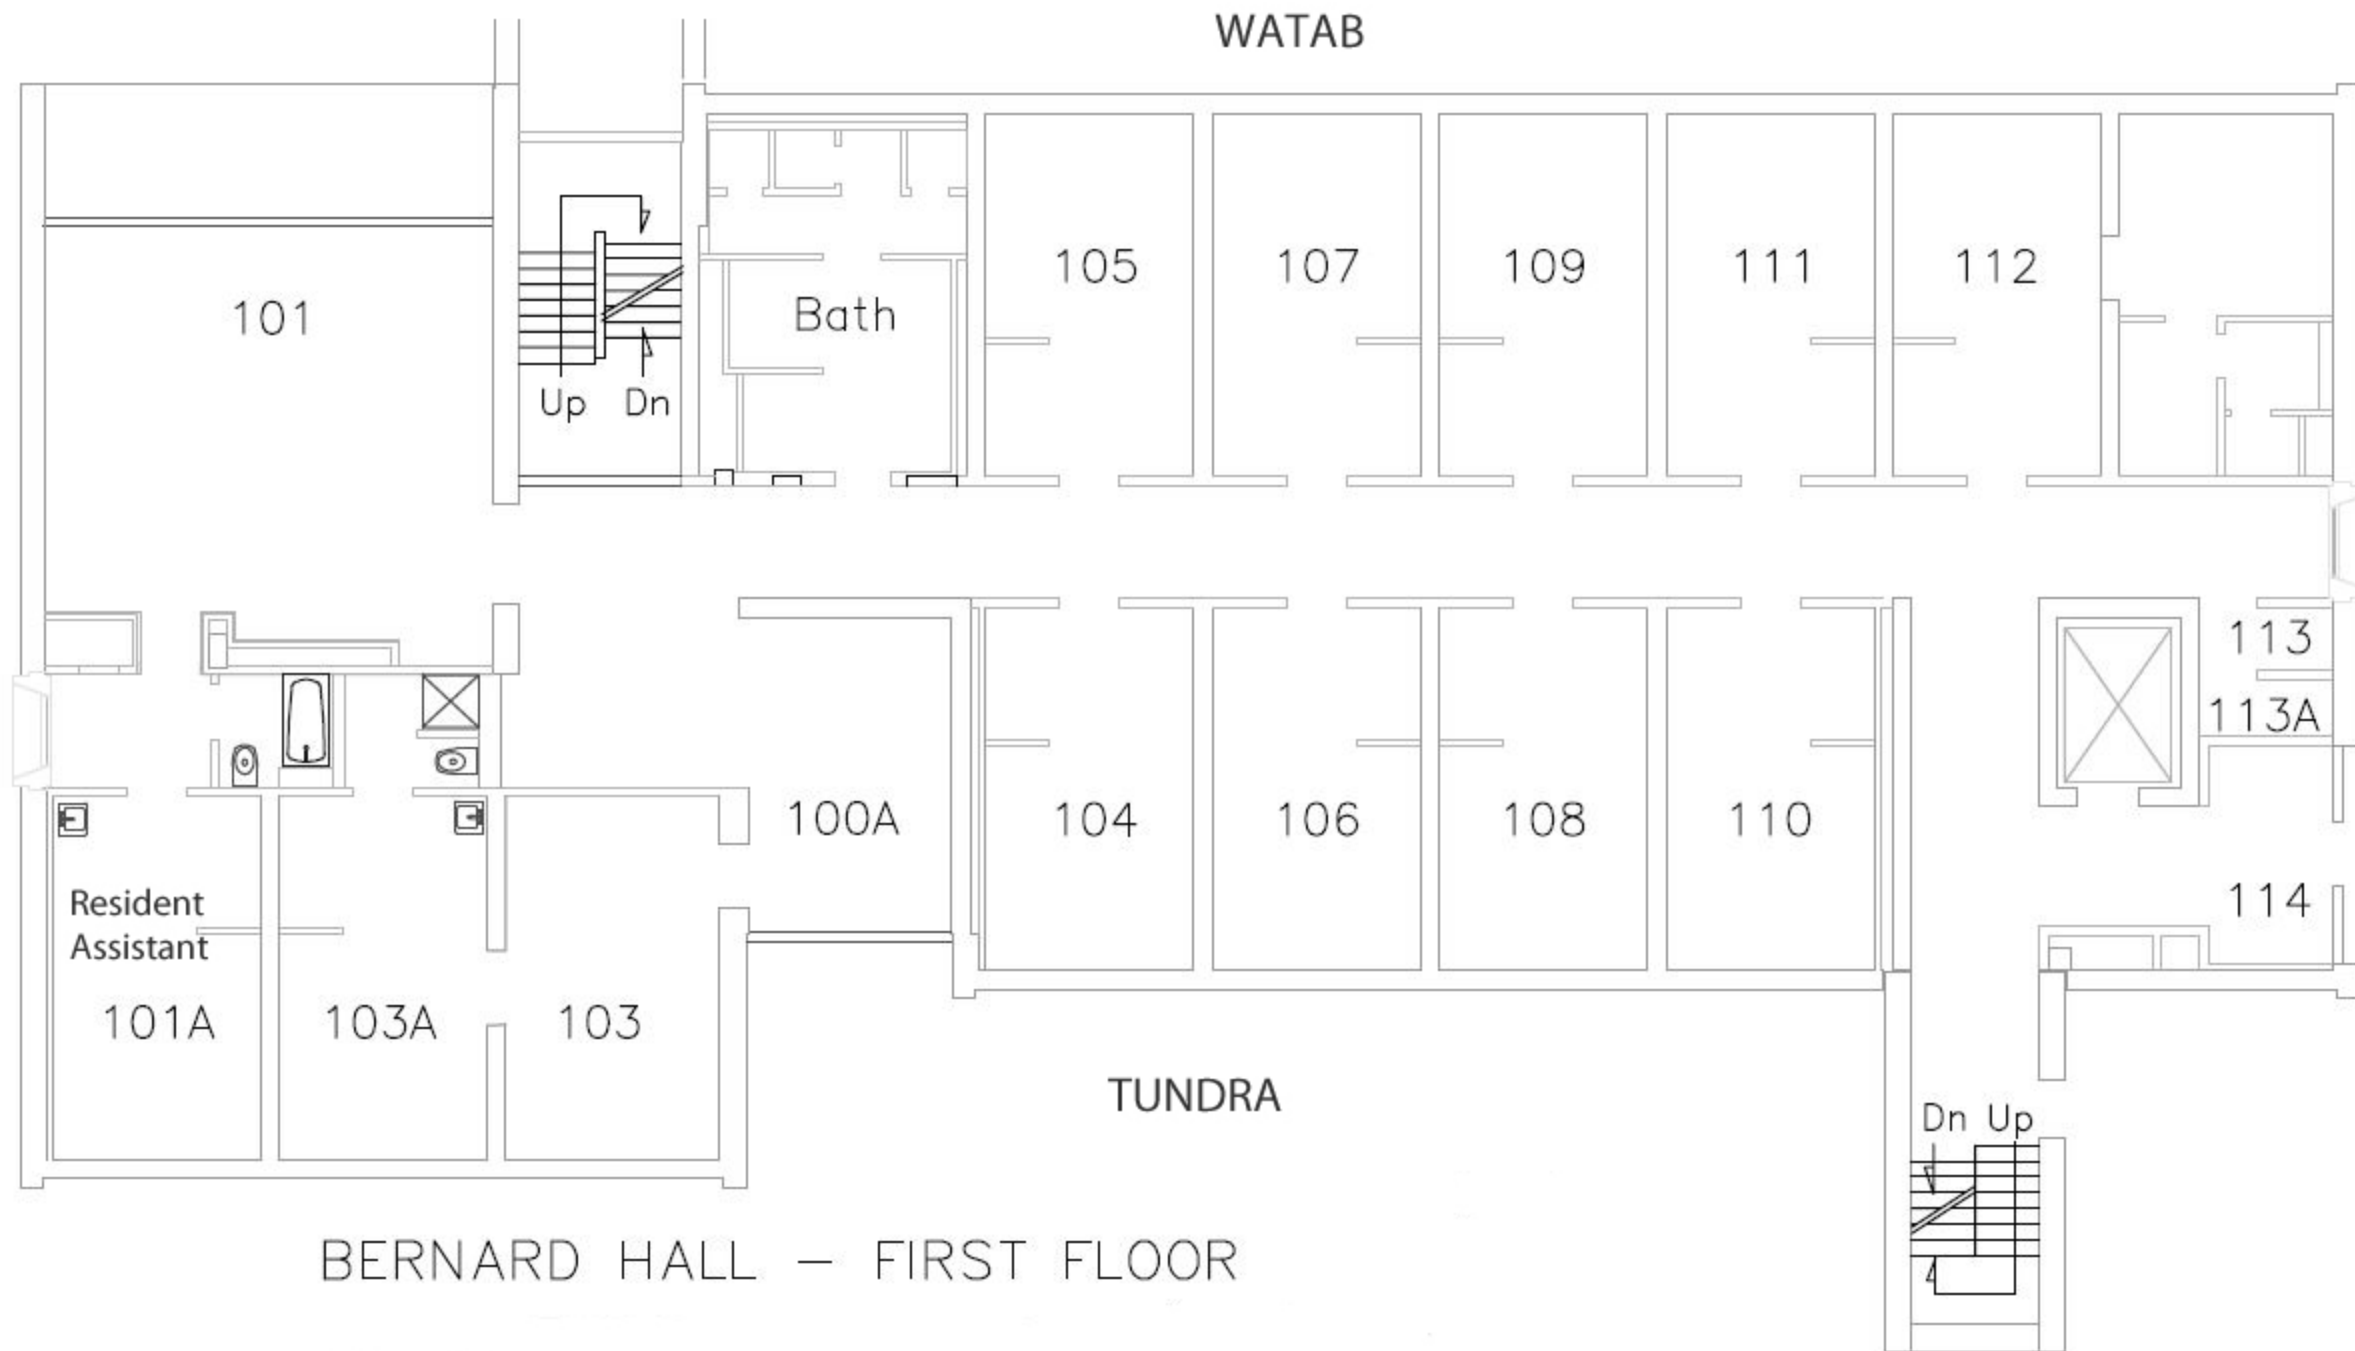 WATAB
105
107
109
111
112
101
Bath
Up
Dn
113
113A
100A
104
106
108
110
114
Resident
Assistant
101A
103A
103
TUNDRA
Dn
Up
BERNARD HALL — FIRST FLOOR